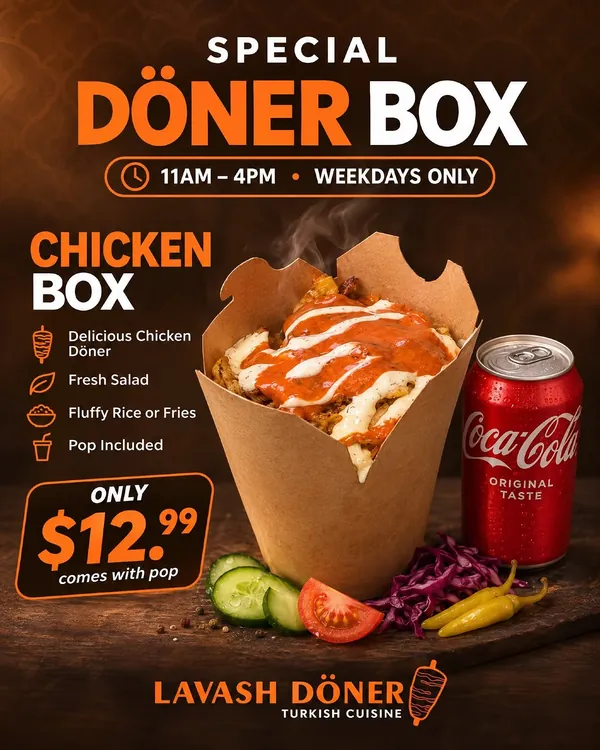 SPECIAL
DÖNER BOX
11AM – 4PM • WEEKDAYS ONLY
CHICKEN
BOX
Delicious Chicken
Döner
Fresh Salad
Fluffy Rice or Fries
Pop Included
ONLY
$12.99
comes with pop
Coca-Cola
ORIGINAL
TASTE
LAVASH DÖNER
TURKISH CUISINE